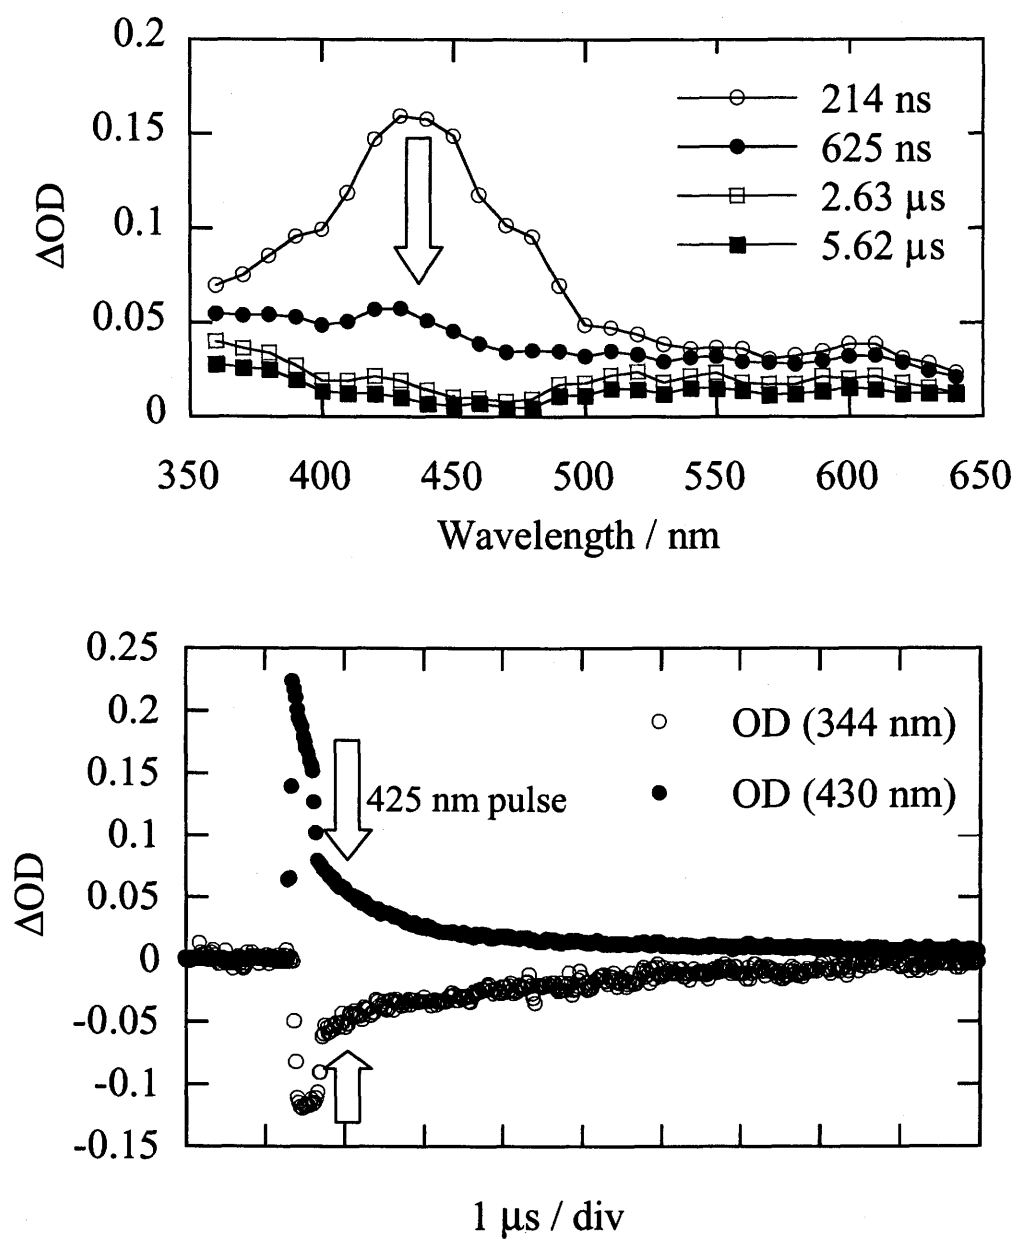 0.2
0.15
0.1
0.05
0
ΔOD
214 ns
625 ns
2.63 μs
5.62 μs
350 400 450 500 550 600 650
Wavelength / nm
0.25
0.2
0.15
0.1
0.05
0
-0.05
-0.1
-0.15
ΔOD
OD (344 nm)
OD (430 nm)
425 nm pulse
1 μs / div